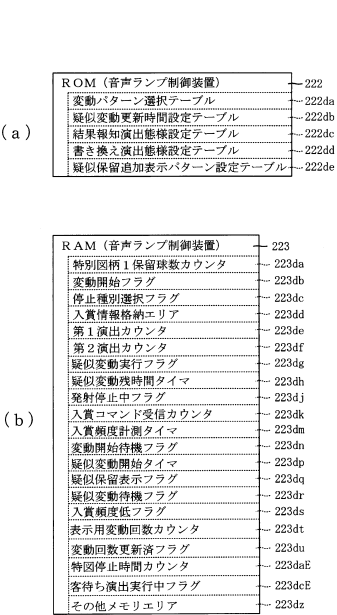 ROM（音声ランプ制御装置） 222
変動パターン選択テーブル 222da
疑似変動更新時間設定テーブル 222db
(a) 結果報知演出態様設定テーブル 222dc
書き換え演出態様設定テーブル 222dd
疑似保留追加表示パターン設定テーブル 222de
RAM（音声ランプ制御装置） 223
特別図柄１保留球数カウンタ 223da
変動開始フラグ 223db
停止種別選択フラグ 223dc
入賞情報格納エリア 223dd
第１演出カウンタ 223de
第２演出カウンタ 223df
疑似変動実行フラグ 223dg
疑似変動残時間タイマ 223dh
発射停止中フラグ 223dj
(b) 入賞コマンド受信カウンタ 223dk
入賞頻度計測タイマ 223dm
変動開始待機フラグ 223dn
疑似変動開始タイマ 223dp
疑似保留表示フラグ 223dq
疑似変動待機フラグ 223dr
入賞頻度低フラグ 223ds
表示用変動回数カウンタ 223dt
変動回数更新済フラグ 223du
特図停止時間カウンタ 223daE
客待ち演出実行中フラグ 223dcE
その他メモリエリア 223dz